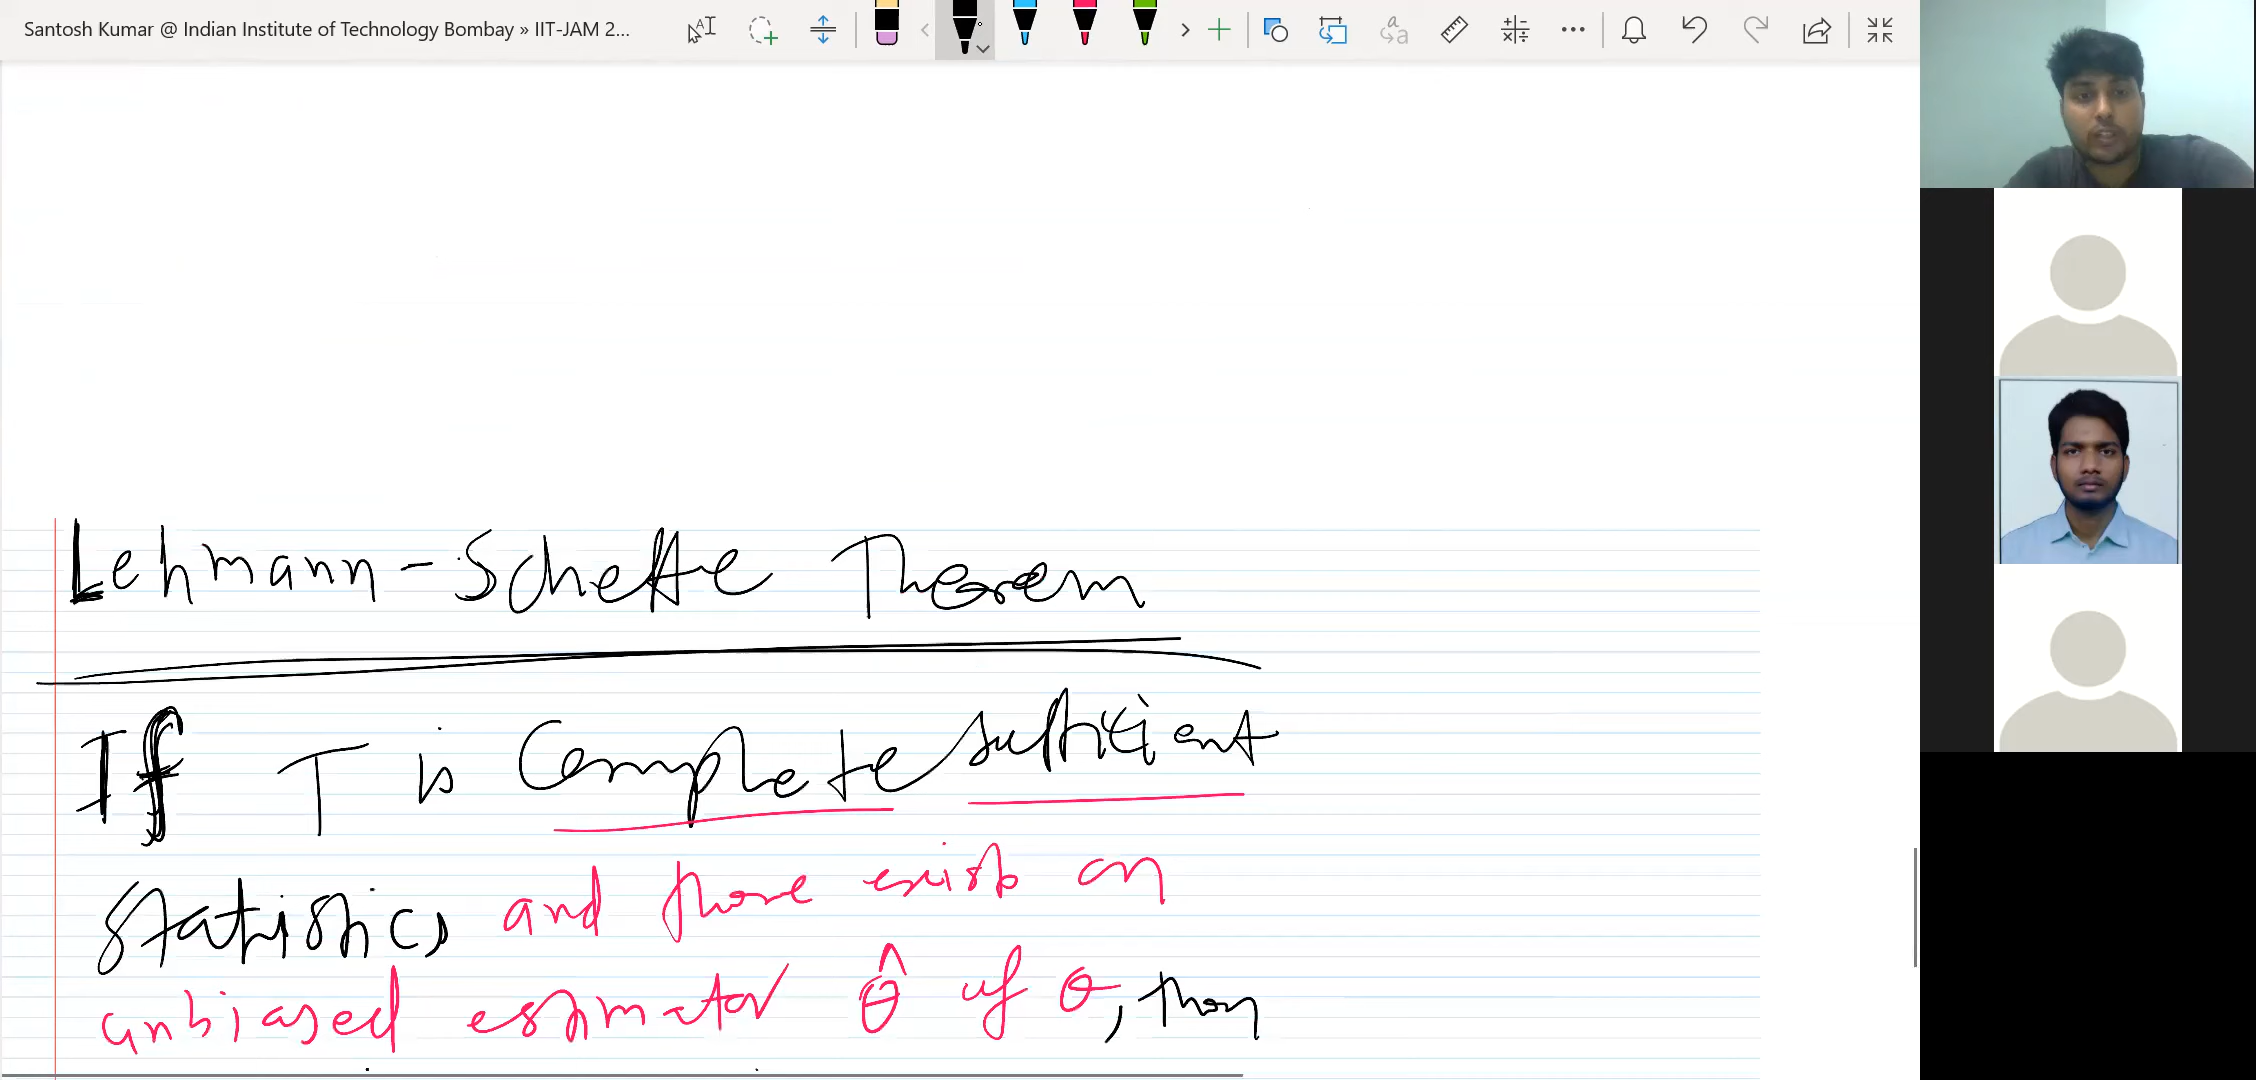 Santosh Kumar @ Indian Institute of Technology Bombay » IIT-JAM 2...
Lehmann-Scheffe Theorem
If T is Complete sufficient
statistics and there exists an
unbiased estimator θ̂ of θ, then